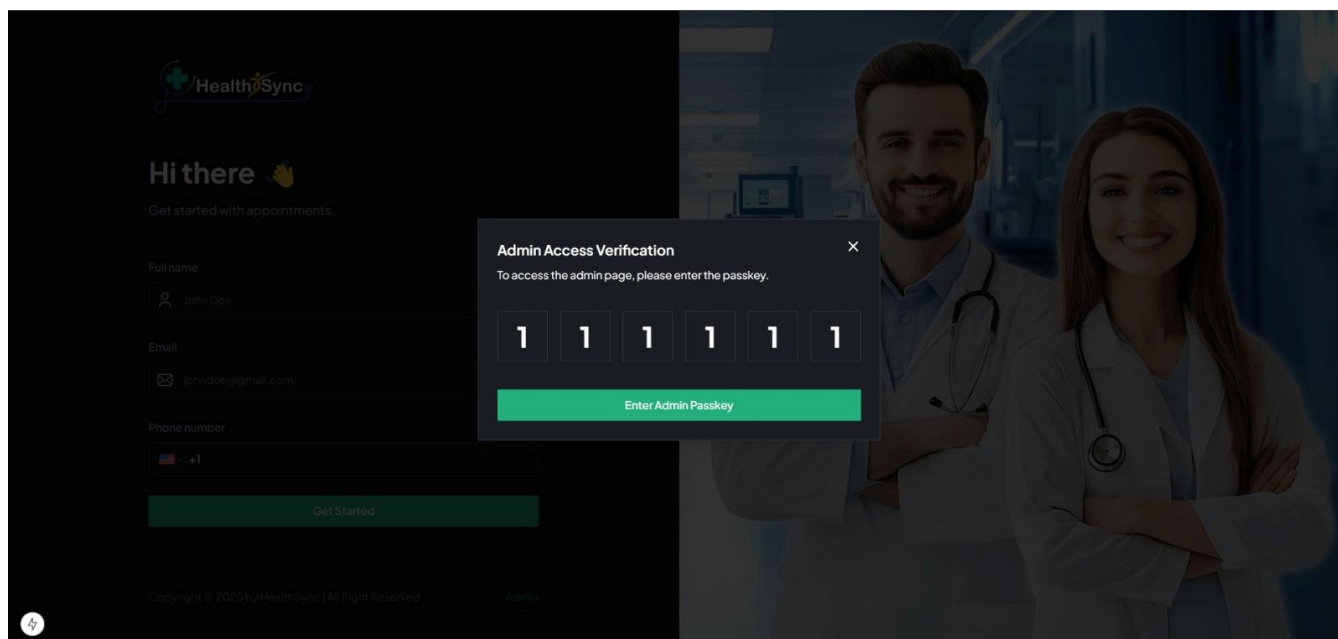 HealthSync
Hi there 👋
Get started with appointments.
Full name
John Doe
Email
johndoe@gmail.com
Phone number
+1
Get Started
Copyright © 2025 by HealthSync | All Right Reserved
Admin
Admin Access Verification
To access the admin page, please enter the passkey.
1 1 1 1 1 1
Enter Admin Passkey